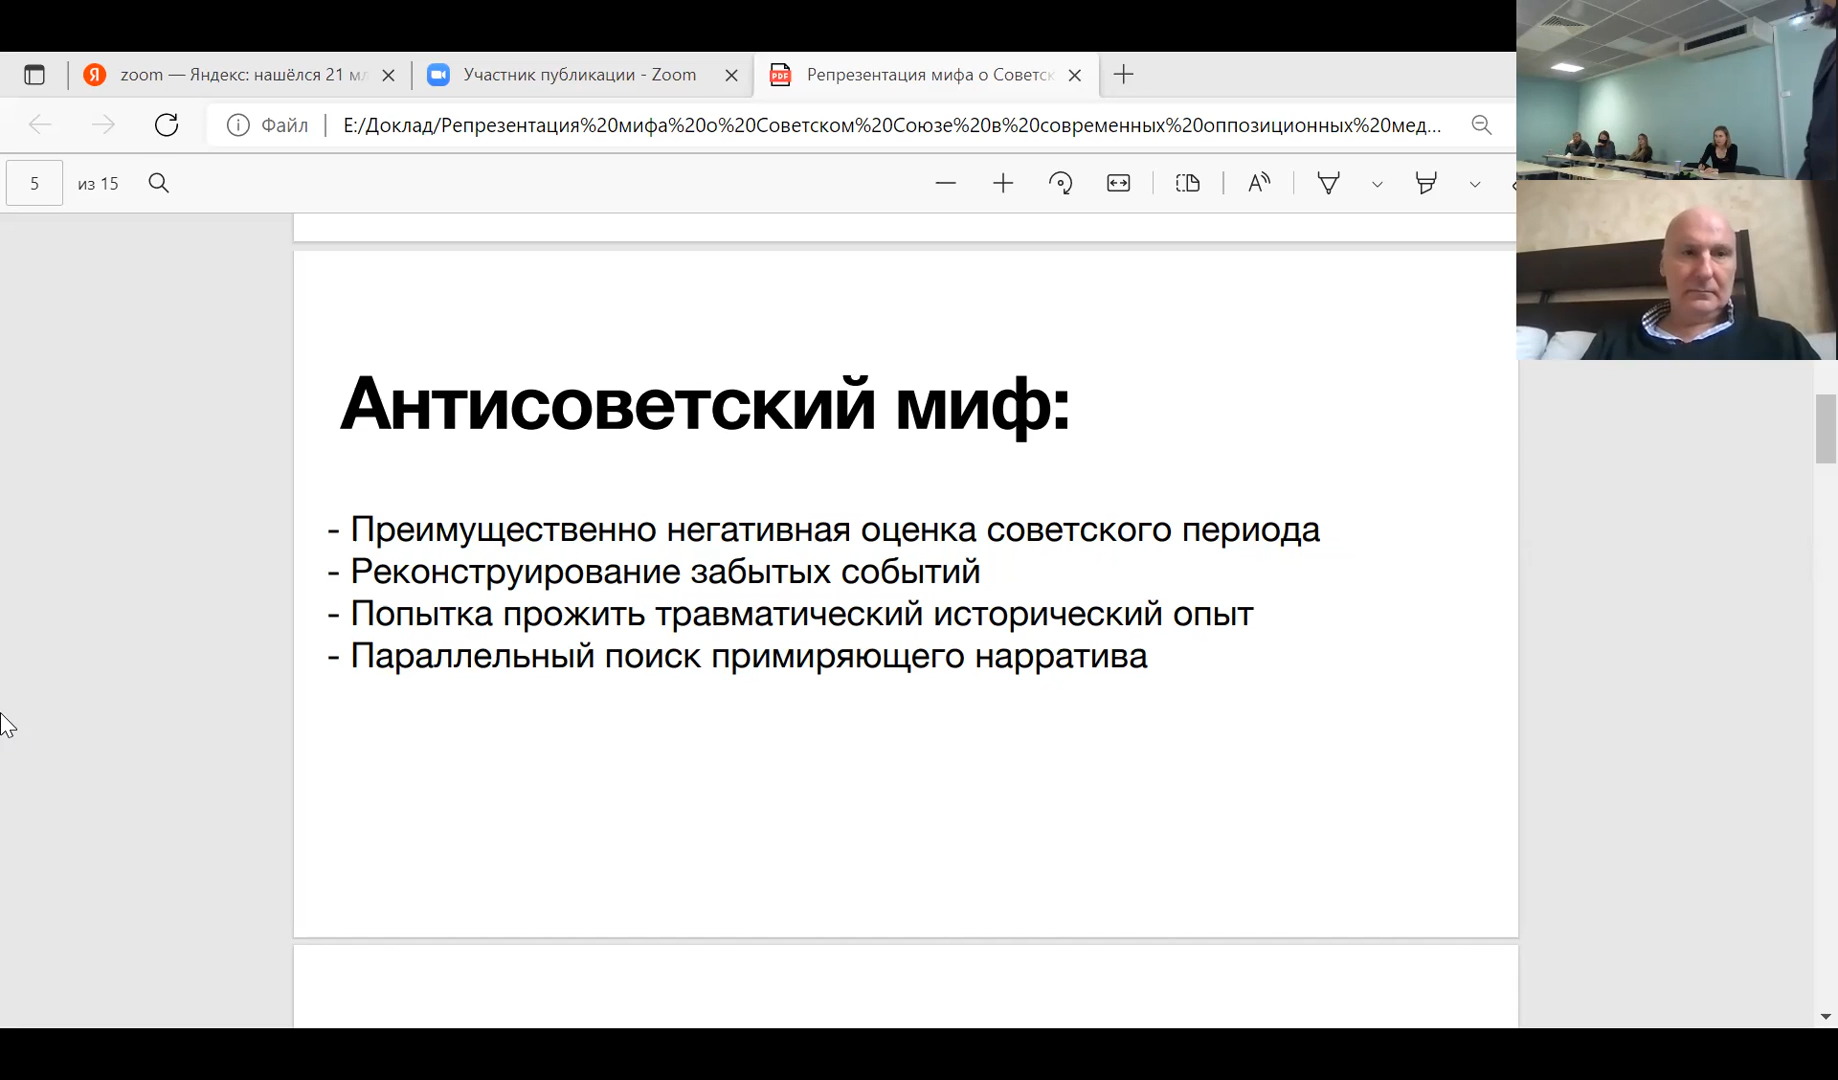 Я zoom — Яндекс: нашёлся 21 мл
Участник публикации - Zoom
PDF Репрезентация мифа о Советск
Файл E:/Доклад/Репрезентация%20мифа%20о%20Советском%20Союзе%20в%20современных%20оппозиционных%20мед...
5 из 15
Антисоветский миф:
- Преимущественно негативная оценка советского периода
- Реконструирование забытых событий
- Попытка прожить травматический исторический опыт
- Параллельный поиск примиряющего нарратива